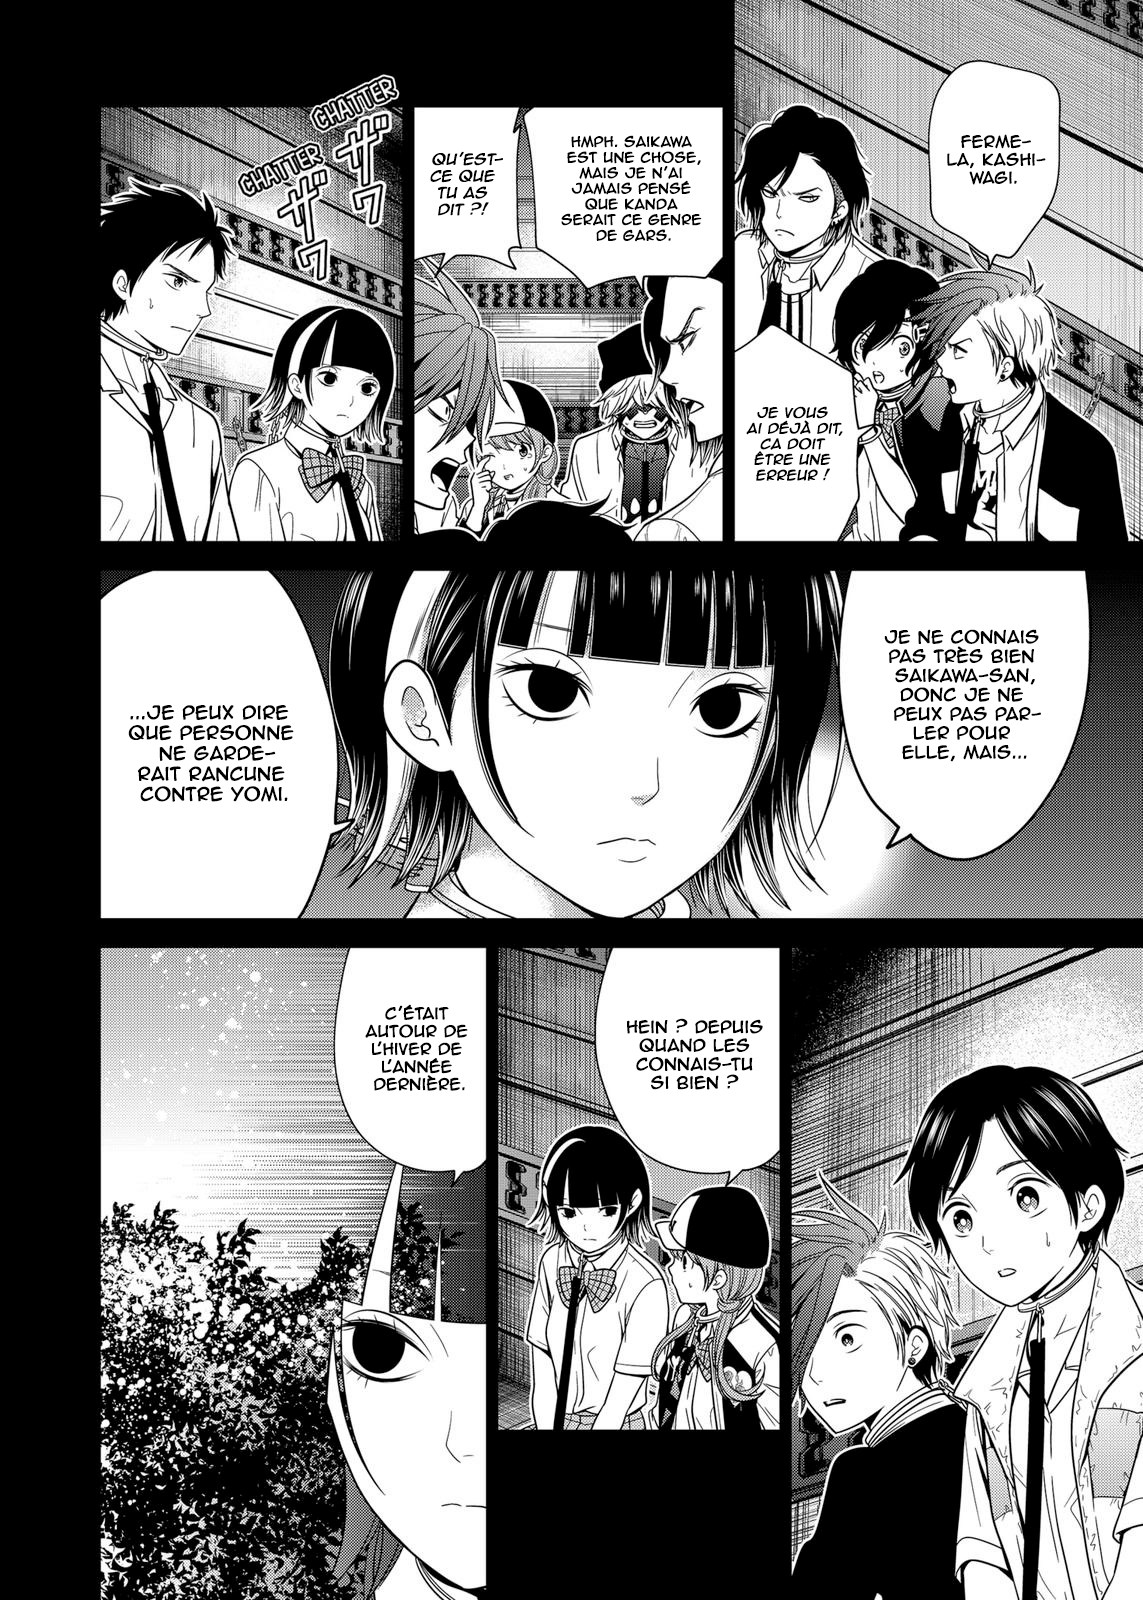 FERME-
LA, KASHI-
WAGI.
JE VOUS
AI DÉJÀ DIT,
CA DOIT
ÊTRE UNE
ERREUR !
HMPH. SAIKAWA
EST UNE CHOSE,
MAIS JE N'AI
JAMAIS PENSÉ
QUE KANDA
SERAIT CE GENRE
DE GARS.
QU'EST-
CE QUE
TU AS
DIT ?!
CHATTER
ザワ
CHATTER
ザワ
JE NE CONNAIS
PAS TRÈS BIEN
SAIKAWA-SAN,
DONC JE NE
PEUX PAS PAR-
LER POUR
ELLE, MAIS...
...JE PEUX DIRE
QUE PERSONNE
NE GARDE-
RAIT RANCUNE
CONTRE YOMI.
HEIN ? DEPUIS
QUAND LES
CONNAIS-TU
SI BIEN ?
C'ÉTAIT
AUTOUR DE
L'HIVER DE
L'ANNÉE
DERNIÈRE.